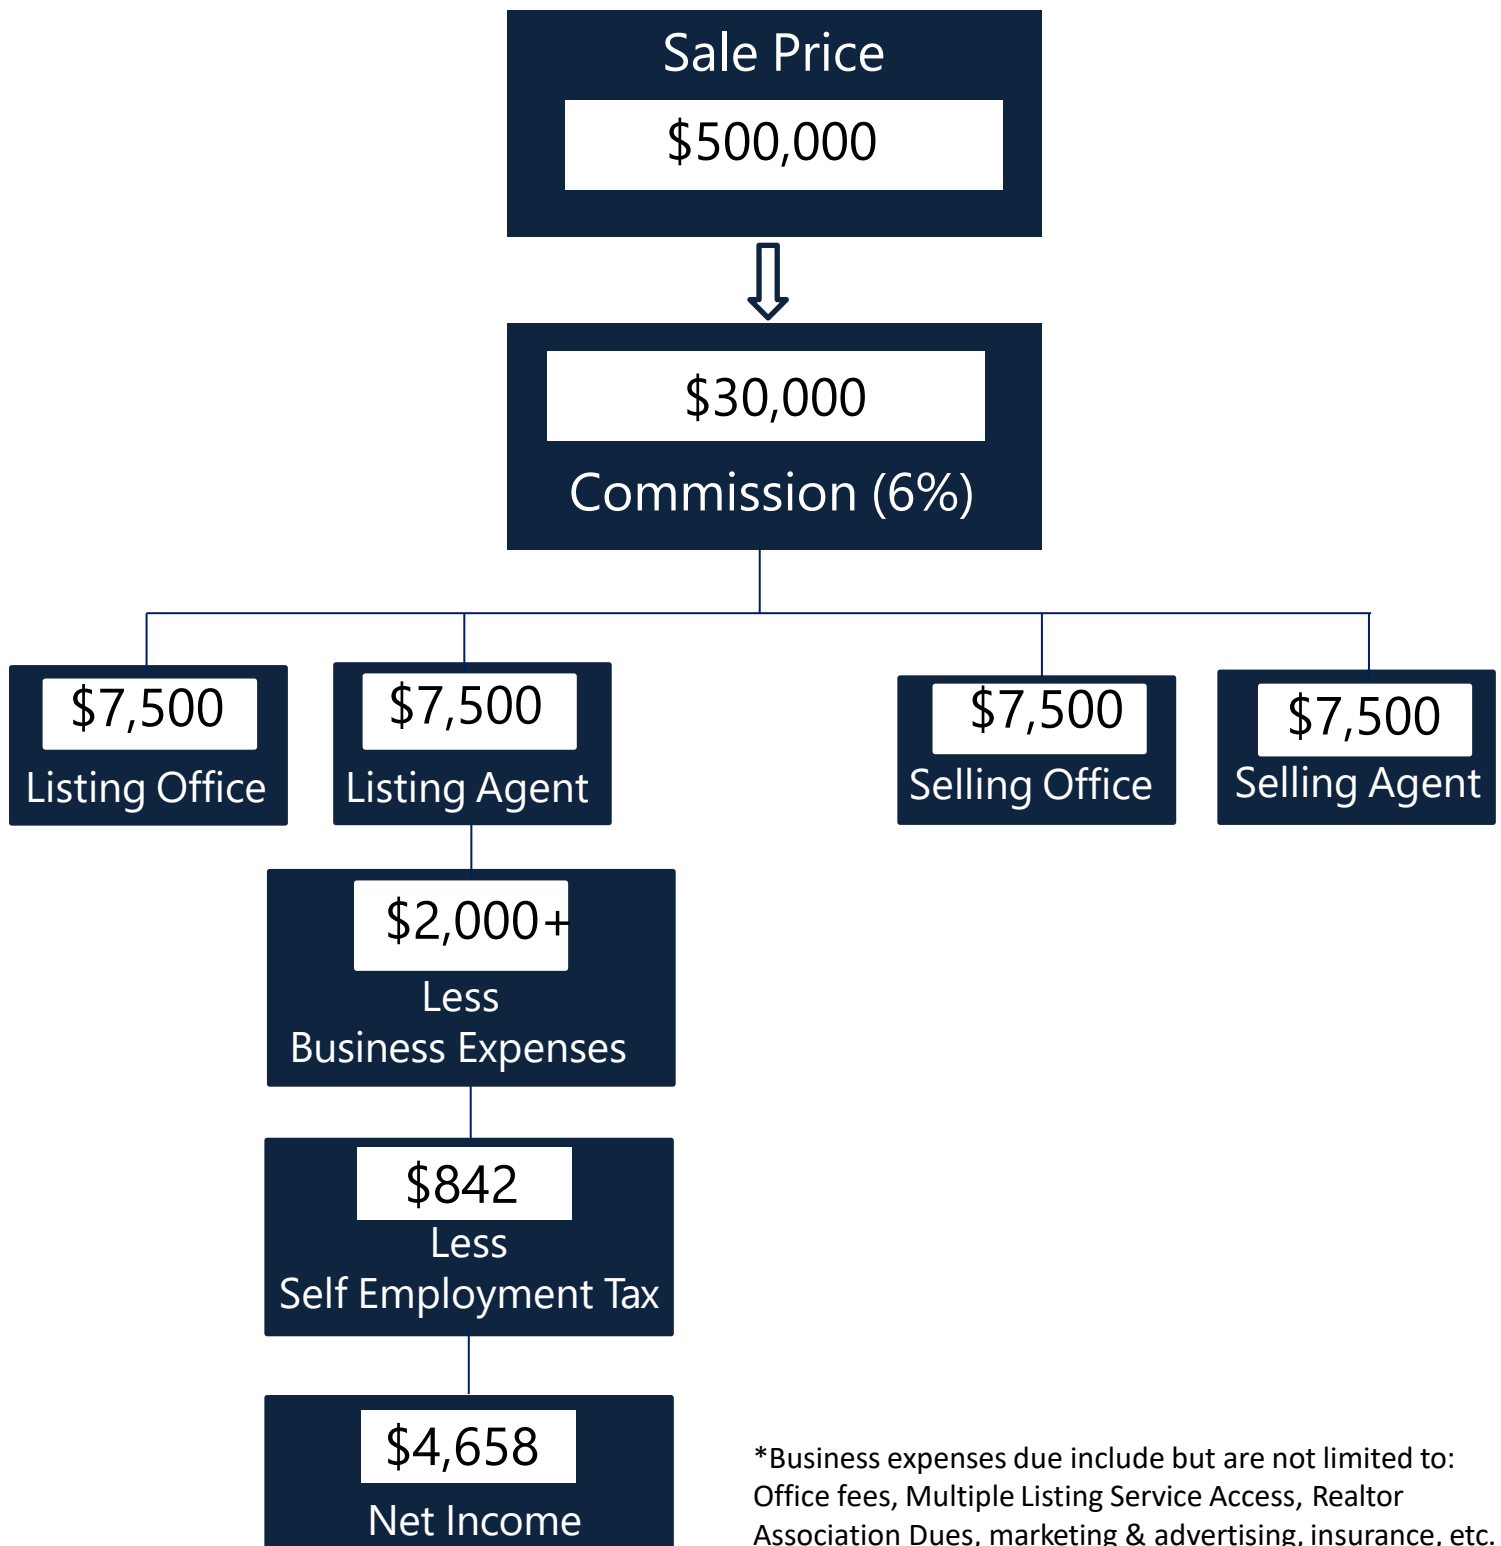 Sale Price
$500,000
$30,000
Commission (6%)
$7,500
Listing Office
$7,500
Listing Agent
$7,500
Selling Office
$7,500
Selling Agent
$2,000+
Less
Business Expenses
$842
Less
Self Employment Tax
$4,658
Net Income
*Business expenses due include but are not limited to:
Office fees, Multiple Listing Service Access, Realtor
Association Dues, marketing & advertising, insurance, etc.